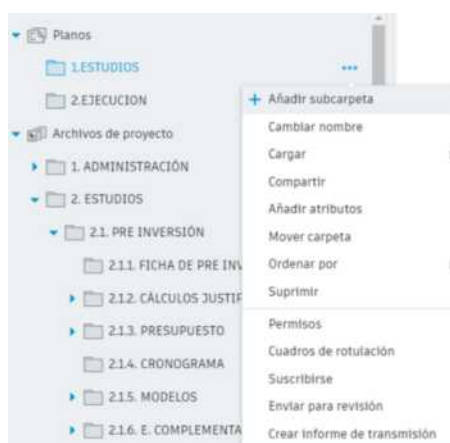 Planos
1.ESTUDIOS
2.EJECUCION
Archivos de proyecto
1. ADMINISTRACIÓN
2. ESTUDIOS
2.1. PRE INVERSIÓN
2.1.1. FICHA DE PRE INV
2.1.2. CÁLCULOS JUSTIF
2.1.3. PRESUPUESTO
2.1.4. CRONOGRAMA
2.1.5. MODELOS
2.1.6. E. COMPLEMENTA
Añadir subcarpeta
Cambiar nombre
Cargar
Compartir
Añadir atributos
Mover carpeta
Ordenar por
Suprimir
Permisos
Cuadros de rotulación
Suscribirse
Enviar para revisión
Crear informe de transmisión